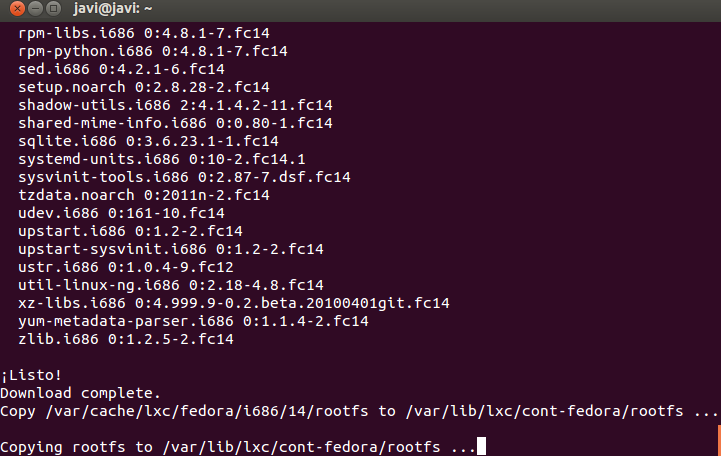 javi@javi: ~
rpm-libs.i686 0:4.8.1-7.fc14
rpm-python.i686 0:4.8.1-7.fc14
sed.i686 0:4.2.1-6.fc14
setup.noarch 0:2.8.28-2.fc14
shadow-utils.i686 2:4.1.4.2-11.fc14
shared-mime-info.i686 0:0.80-1.fc14
sqlite.i686 0:3.6.23.1-1.fc14
systemd-units.i686 0:10-2.fc14.1
sysvinit-tools.i686 0:2.87-7.dsf.fc14
tzdata.noarch 0:2011n-2.fc14
udev.i686 0:161-10.fc14
upstart.i686 0:1.2-2.fc14
upstart-sysvinit.i686 0:1.2-2.fc14
ustr.i686 0:1.0.4-9.fc12
util-linux-ng.i686 0:2.18-4.8.fc14
xz-libs.i686 0:4.999.9-0.2.beta.20100401git.fc14
yum-metadata-parser.i686 0:1.1.4-2.fc14
zlib.i686 0:1.2.5-2.fc14
¡Listo!
Download complete.
Copy /var/cache/lxc/fedora/i686/14/rootfs to /var/lib/lxc/cont-fedora/rootfs ...
Copying rootfs to /var/lib/lxc/cont-fedora/rootfs ...